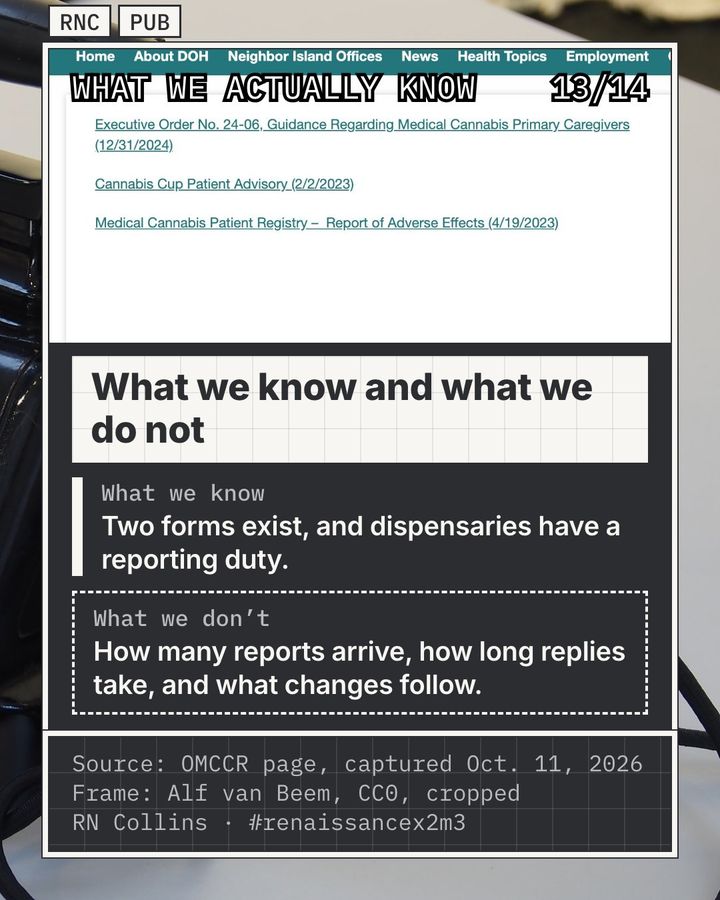 RNC PUB
Home About DOH Neighbor Island Offices News Health Topics Employment
WHAT WE ACTUALLY KNOW 13/14
Executive Order No. 24-06, Guidance Regarding Medical Cannabis Primary Caregivers
(12/31/2024)
Cannabis Cup Patient Advisory (2/2/2023)
Medical Cannabis Patient Registry – Report of Adverse Effects (4/19/2023)
What we know and what we
do not
What we know
Two forms exist, and dispensaries have a
reporting duty.
What we don’t
How many reports arrive, how long replies
take, and what changes follow.
Source: OMCCR page, captured Oct. 11, 2026
Frame: Alf van Beem, CC0, cropped
RN Collins · #renaissancex2m3